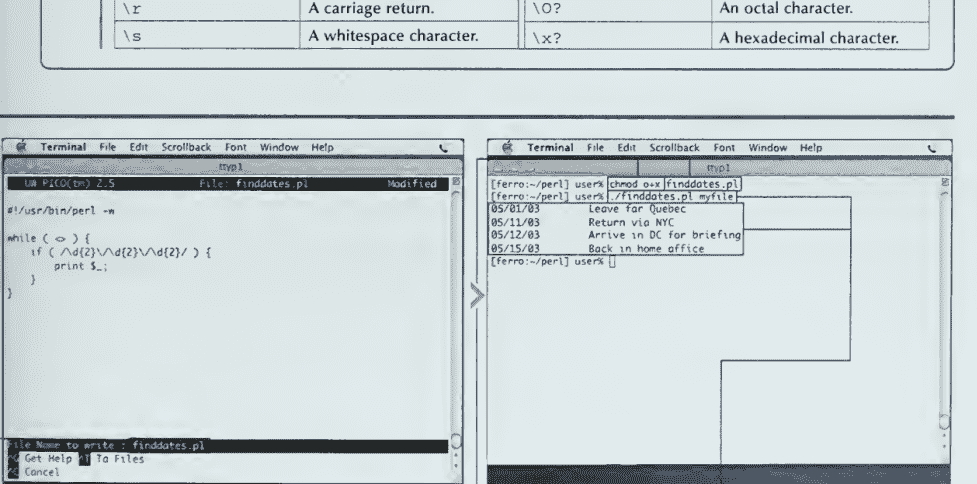 \r A carriage return. \O? An octal character.
\s A whitespace character. \x? A hexadecimal character.
Terminal File Edit Scrollback Font Window Help
myp1
UW PICO(tm) 2.5 File: finddates.pl Modified
#!/usr/bin/perl -w
while ( <> ) {
if ( /\d{2}\/\d{2}\/\d{2}/ ) {
print $_;
}
}
File Name to write : finddates.pl
^G Get Help ^T To Files
^C Cancel
Terminal File Edit Scrollback Font Window Help
myp1
[ferro:~/perl] user% chmod o+x finddates.pl
[ferro:~/perl] user% ./finddates.pl myfile
05/01/03 Leave for Quebec
05/11/03 Return via NYC
05/12/03 Arrive in DC for briefing
05/15/03 Back in home office
[ferro:~/perl] user%